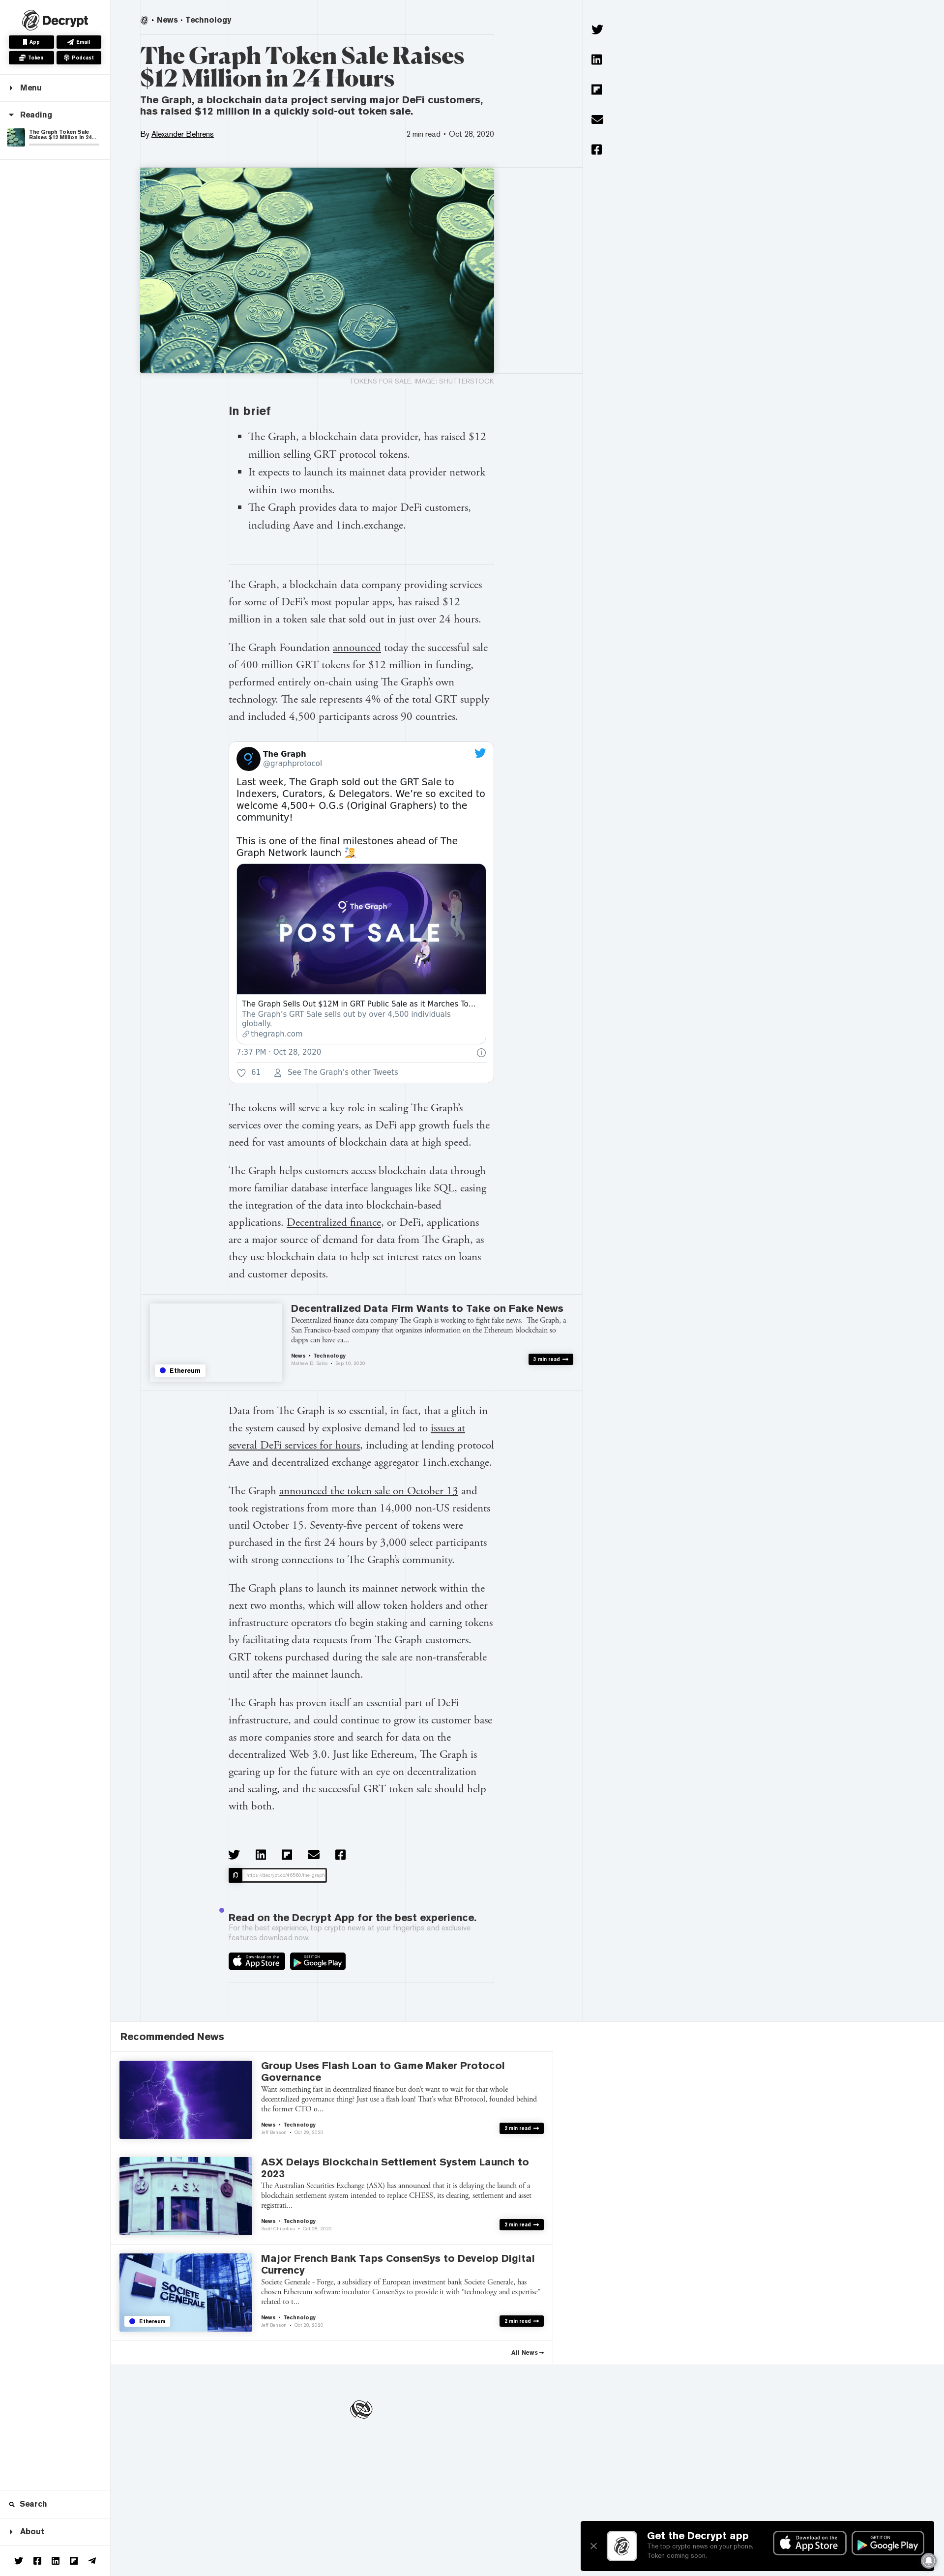 Decrypt
App
Email
Token
Podcast
Menu
Reading
The Graph Token Sale
Raises $12 Million in 24...
• News • Technology
The Graph Token Sale Raises
$12 Million in 24 Hours
The Graph, a blockchain data project serving major DeFi customers,
has raised $12 million in a quickly sold-out token sale.
By Alexander Behrens
2 min read • Oct 28, 2020
TOKENS FOR SALE. IMAGE: SHUTTERSTOCK
In brief
▪ The Graph, a blockchain data provider, has raised $12
million selling GRT protocol tokens.
▪ It expects to launch its mainnet data provider network
within two months.
▪ The Graph provides data to major DeFi customers,
including Aave and 1inch.exchange.
The Graph, a blockchain data company providing services
for some of DeFi's most popular apps, has raised $12
million in a token sale that sold out in just over 24 hours.
The Graph Foundation announced today the successful sale
of 400 million GRT tokens for $12 million in funding,
performed entirely on-chain using The Graph's own
technology. The sale represents 4% of the total GRT supply
and included 4,500 participants across 90 countries.
The Graph
@graphprotocol
Last week, The Graph sold out the GRT Sale to
Indexers, Curators, & Delegators. We're so excited to
welcome 4,500+ O.G.s (Original Graphers) to the
community!
This is one of the final milestones ahead of The
Graph Network launch
The Graph
POST SALE
The Graph Sells Out $12M in GRT Public Sale as it Marches To...
The Graph's GRT Sale sells out by over 4,500 individuals
globally.
thegraph.com
7:37 PM · Oct 28, 2020
61 See The Graph's other Tweets
The tokens will serve a key role in scaling The Graph's
services over the coming years, as DeFi app growth fuels the
need for vast amounts of blockchain data at high speed.
The Graph helps customers access blockchain data through
more familiar database interface languages like SQL, easing
the integration of the data into blockchain-based
applications. Decentralized finance, or DeFi, applications
are a major source of demand for data from The Graph, as
they use blockchain data to help set interest rates on loans
and customer deposits.
Ethereum
Decentralized Data Firm Wants to Take on Fake News
Decentralized finance data company The Graph is working to fight fake news. The Graph, a
San Francisco-based company that organizes information on the Ethereum blockchain so
dapps can have ea...
News • Technology
Mathew Di Salvo • Sep 10, 2020
3 min read
Data from The Graph is so essential, in fact, that a glitch in
the system caused by explosive demand led to issues at
several DeFi services for hours, including at lending protocol
Aave and decentralized exchange aggregator 1inch.exchange.
The Graph announced the token sale on October 13 and
took registrations from more than 14,000 non-US residents
until October 15. Seventy-five percent of tokens were
purchased in the first 24 hours by 3,000 select participants
with strong connections to The Graph's community.
The Graph plans to launch its mainnet network within the
next two months, which will allow token holders and other
infrastructure operators tfo begin staking and earning tokens
by facilitating data requests from The Graph customers.
GRT tokens purchased during the sale are non-transferable
until after the mainnet launch.
The Graph has proven itself an essential part of DeFi
infrastructure, and could continue to grow its customer base
as more companies store and search for data on the
decentralized Web 3.0. Just like Ethereum, The Graph is
gearing up for the future with an eye on decentralization
and scaling, and the successful GRT token sale should help
with both.
Read on the Decrypt App for the best experience.
For the best experience, top crypto news at your fingertips and exclusive
features download now.
Download on the
App Store
GET IT ON
Google Play
Recommended News
Group Uses Flash Loan to Game Maker Protocol
Governance
Want something fast in decentralized finance but don't want to wait for that whole
decentralized governance thing? Just use a flash loan! That's what BProtocol, founded behind
the former CTO o...
News • Technology
Jeff Benson • Oct 29, 2020
2 min read
ASX
ASX Delays Blockchain Settlement System Launch to
2023
The Australian Securities Exchange (ASX) has announced that it is delaying the launch of a
blockchain settlement system intended to replace CHESS, its clearing, settlement and asset
registrati...
News • Technology
Scott Chipolina • Oct 28, 2020
2 min read
SOCIETE
GENERALE
Ethereum
Major French Bank Taps ConsenSys to Develop Digital
Currency
Societe Generale - Forge, a subsidiary of European investment bank Societe Generale, has
chosen Ethereum software incubator ConsenSys to provide it with "technology and expertise"
related to t...
News • Technology
Jeff Benson • Oct 28, 2020
2 min read
All News
Search
About
Get the Decrypt app
The top crypto news on your phone.
Token coming soon.
Download on the
App Store
GET IT ON
Google Play